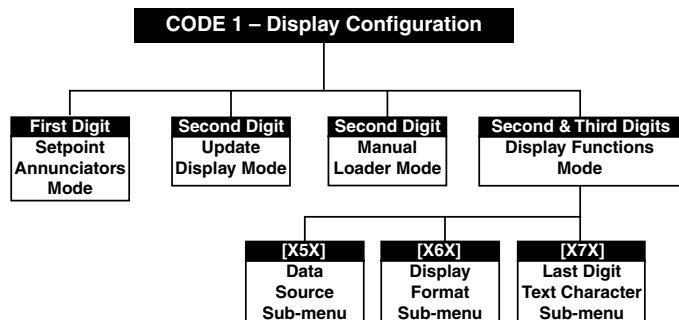 CODE 1 – Display Configuration
First Digit
Setpoint
Annunciators
Mode
Second Digit
Update
Display Mode
Second Digit
Manual
Loader Mode
Second & Third Digits
Display Functions
Mode
[X5X]
Data
Source
Sub-menu
[X6X]
Display
Format
Sub-menu
[X7X]
Last Digit
Text Character
Sub-menu